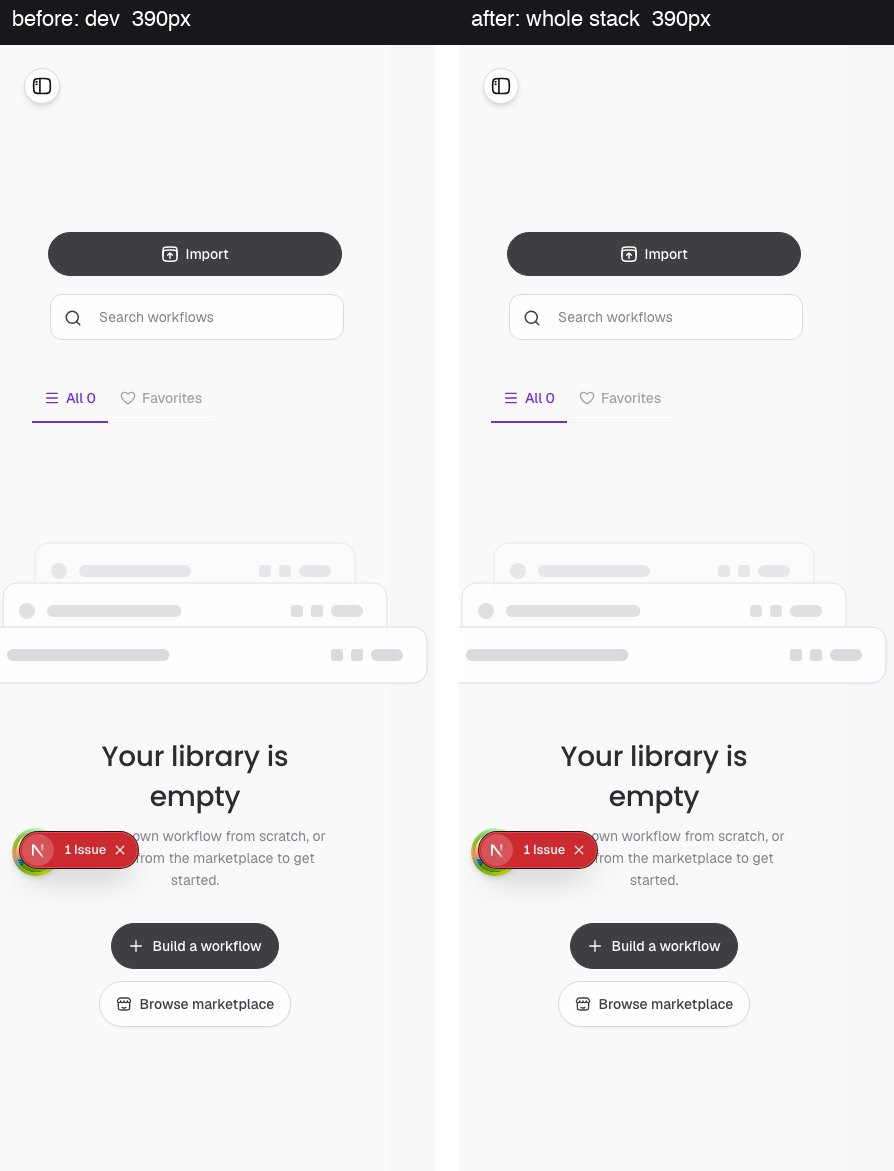 before: dev 390px
after: whole stack 390px
Import
Import
Search workflows
Search workflows
All 0
Favorites
All 0
Favorites
Your library is
empty
Your library is
empty
own workflow from scratch, or
from the marketplace to get
started.
own workflow from scratch, or
from the marketplace to get
started.
N 1 Issue
N 1 Issue
Build a workflow
Build a workflow
Browse marketplace
Browse marketplace